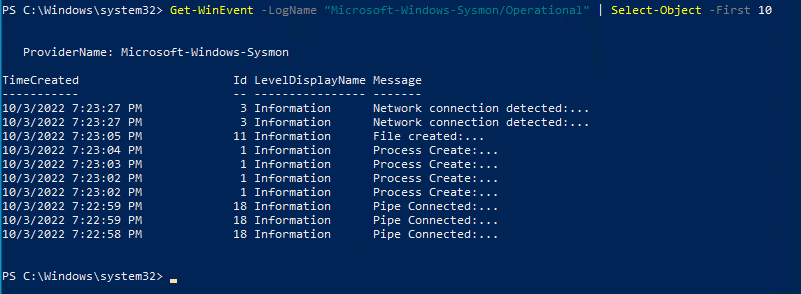 PS C:\Windows\system32> Get-WinEvent -LogName "Microsoft-Windows-Sysmon/Operational" | Select-Object -First 10
ProviderName: Microsoft-Windows-Sysmon
TimeCreated Id LevelDisplayName Message
----------- -- ---------------- -------
10/3/2022 7:23:27 PM 3 Information Network connection detected:...
10/3/2022 7:23:27 PM 3 Information Network connection detected:...
10/3/2022 7:23:05 PM 11 Information File created:...
10/3/2022 7:23:04 PM 1 Information Process Create:...
10/3/2022 7:23:03 PM 1 Information Process Create:...
10/3/2022 7:23:02 PM 1 Information Process Create:...
10/3/2022 7:23:02 PM 1 Information Process Create:...
10/3/2022 7:22:59 PM 18 Information Pipe Connected:...
10/3/2022 7:22:59 PM 18 Information Pipe Connected:...
10/3/2022 7:22:58 PM 18 Information Pipe Connected:...
PS C:\Windows\system32>